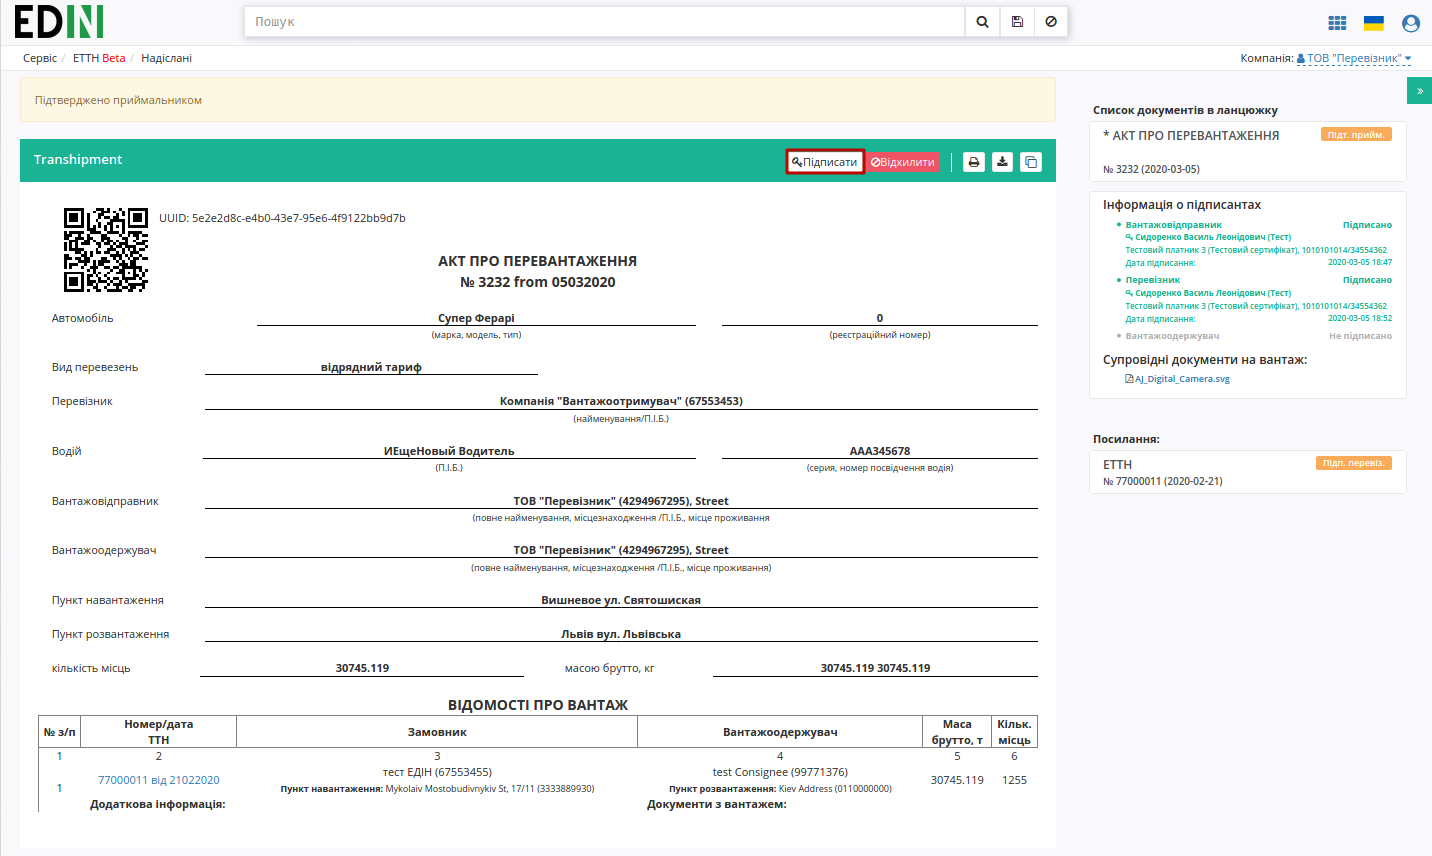 EDIN
Пошук
Сервіс / ЕТТН Beta / Надіслані
Компанія: ТОВ "Перевізник"
Підтверджено приймальником
»
Transhipment
Підписати
Відхилити
UUID: 5e2e2d8c-e4b0-43e7-95e6-4f9122bb9d7b
АКТ ПРО ПЕРЕВАНТАЖЕННЯ
№ 3232 from 05032020
Автомобіль Супер Ферарі 0
(марка, модель, тип) (реєстраційний номер)
Вид перевезень відрядний тариф
Перевізник Компанія "Вантажоотримувач" (67553453)
(найменування/П.І.Б.)
Водій ИЕщеНовый Водитель ААА345678
(П.І.Б.) (серия, номер посвідчення водія)
Вантажовідправник ТОВ "Перевізник" (4294967295), Street
(повне найменування, місцезнаходження /П.І.Б., місце проживання
Вантажоодержувач ТОВ "Перевізник" (4294967295), Street
(повне найменування, місцезнаходження /П.І.Б., місце проживання)
Пункт навантаження Вишневое ул. Святошиская
Пункт розвантаження Львів вул. Львівська
кількість місць 30745.119 масою брутто, кг 30745.119 30745.119
ВІДОМОСТІ ПРО ВАНТАЖ
№ з/п Номер/дата ТТН Замовник Вантажоодержувач Маса брутто, т Кільк. місць
1 2 3 4 5 6
1 77000011 від 21022020 тест ЕДІН (67553455) test Consignee (99771376) 30745.119 1255
Пункт навантаження: Mykolaiv Mostobudivnykiv St, 17/11 (3333889930) Пункт розвантаження: Kiev Address (0110000000)
Додаткова інформація: Документи з вантажем:
Список документів в ланцюжку
* АКТ ПРО ПЕРЕВАНТАЖЕННЯ Підт. прийм.
№ 3232 (2020-03-05)
Інформація о підписантах
Вантажовідправник Підписано
Сидоренко Василь Леонідович (Тест)
Тестовий платник 3 (Тестовий сертифікат), 1010101014/34554362
Дата підписання: 2020-03-05 18:47
Перевізник Підписано
Сидоренко Василь Леонідович (Тест)
Тестовий платник 3 (Тестовий сертифікат), 1010101014/34554362
Дата підписання: 2020-03-05 18:52
Вантажоодержувач Не підписано
Супровідні документи на вантаж:
AJ_Digital_Camera.svg
Посилання:
ЕТТН Підп. перевіз.
№ 77000011 (2020-02-21)